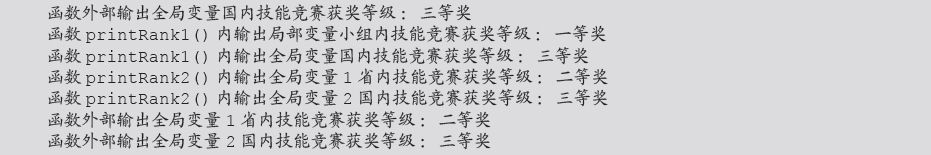 函数外部输出全局变量国内技能竞赛获奖等级: 三等奖
函数 printRank1() 内输出局部变量小组内技能竞赛获奖等级: 一等奖
函数 printRank1() 内输出全局变量国内技能竞赛获奖等级: 三等奖
函数 printRank2() 内输出全局变量 1 省内技能竞赛获奖等级: 二等奖
函数 printRank2() 内输出全局变量 2 国内技能竞赛获奖等级: 三等奖
函数外部输出全局变量 1 省内技能竞赛获奖等级: 二等奖
函数外部输出全局变量 2 国内技能竞赛获奖等级: 三等奖